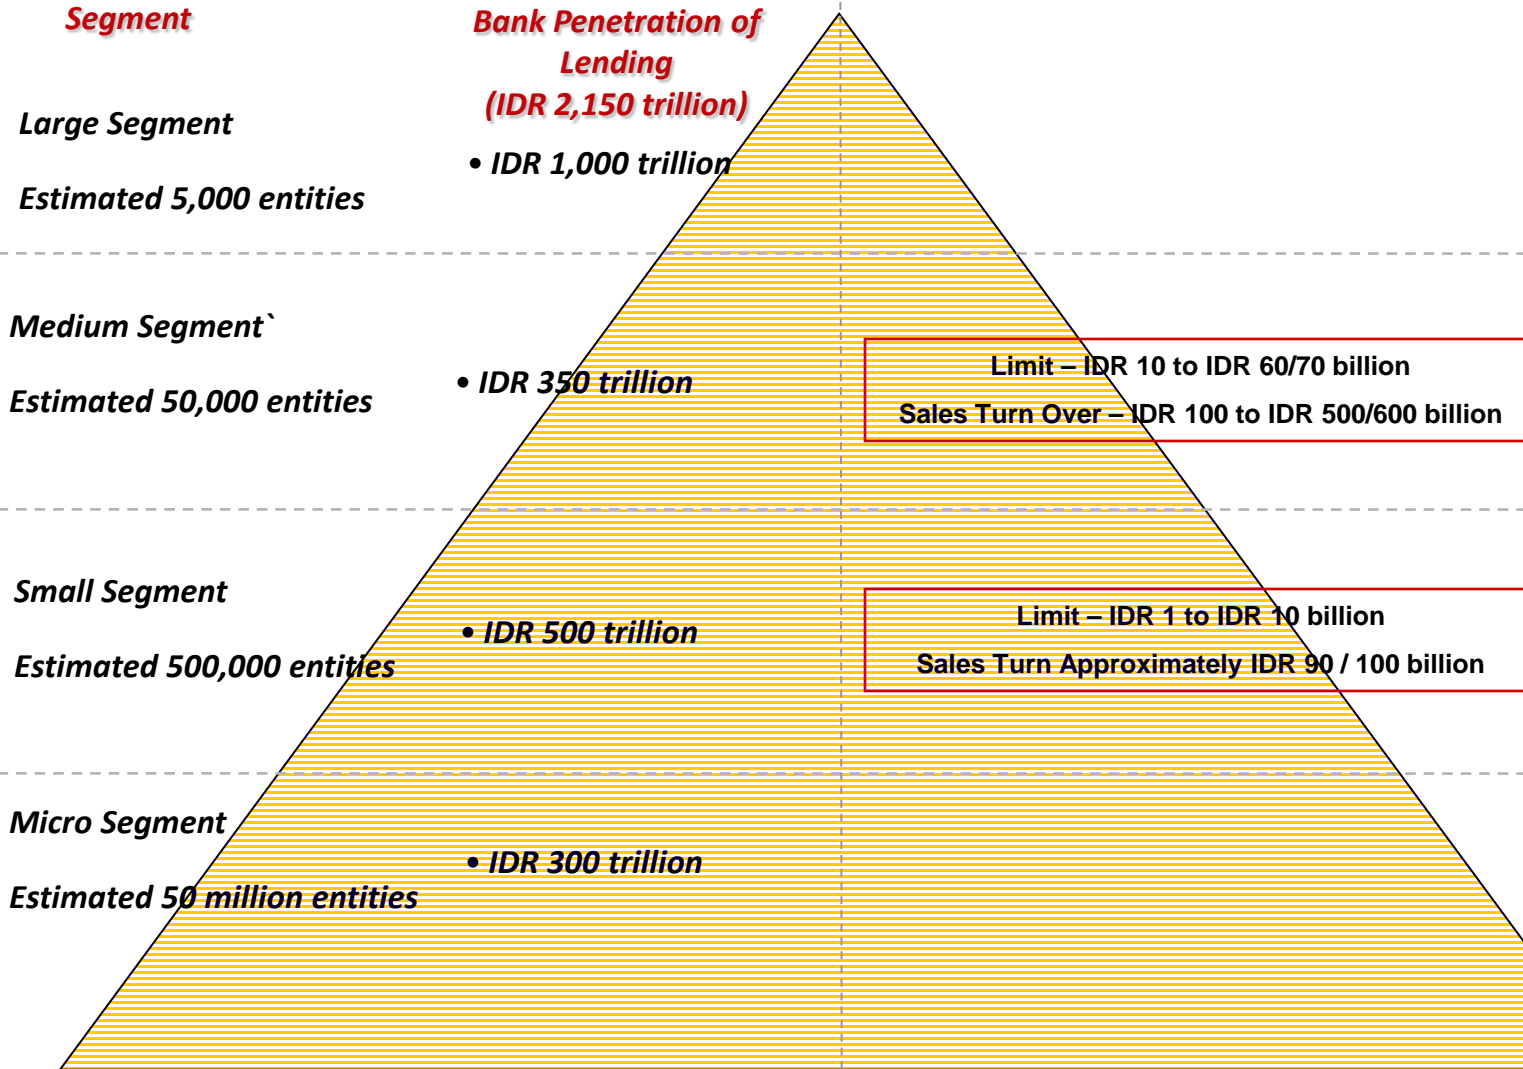 Segment
Bank Penetration of
Lending
(IDR 2,150 trillion)
Large Segment
Estimated 5,000 entities
• IDR 1,000 trillion
Medium Segment`
Estimated 50,000 entities
• IDR 350 trillion
Limit – IDR 10 to IDR 60/70 billion
Sales Turn Over – IDR 100 to IDR 500/600 billion
Small Segment
Estimated 500,000 entities
• IDR 500 trillion
Limit – IDR 1 to IDR 10 billion
Sales Turn Approximately IDR 90 / 100 billion
Micro Segment
Estimated 50 million entities
• IDR 300 trillion